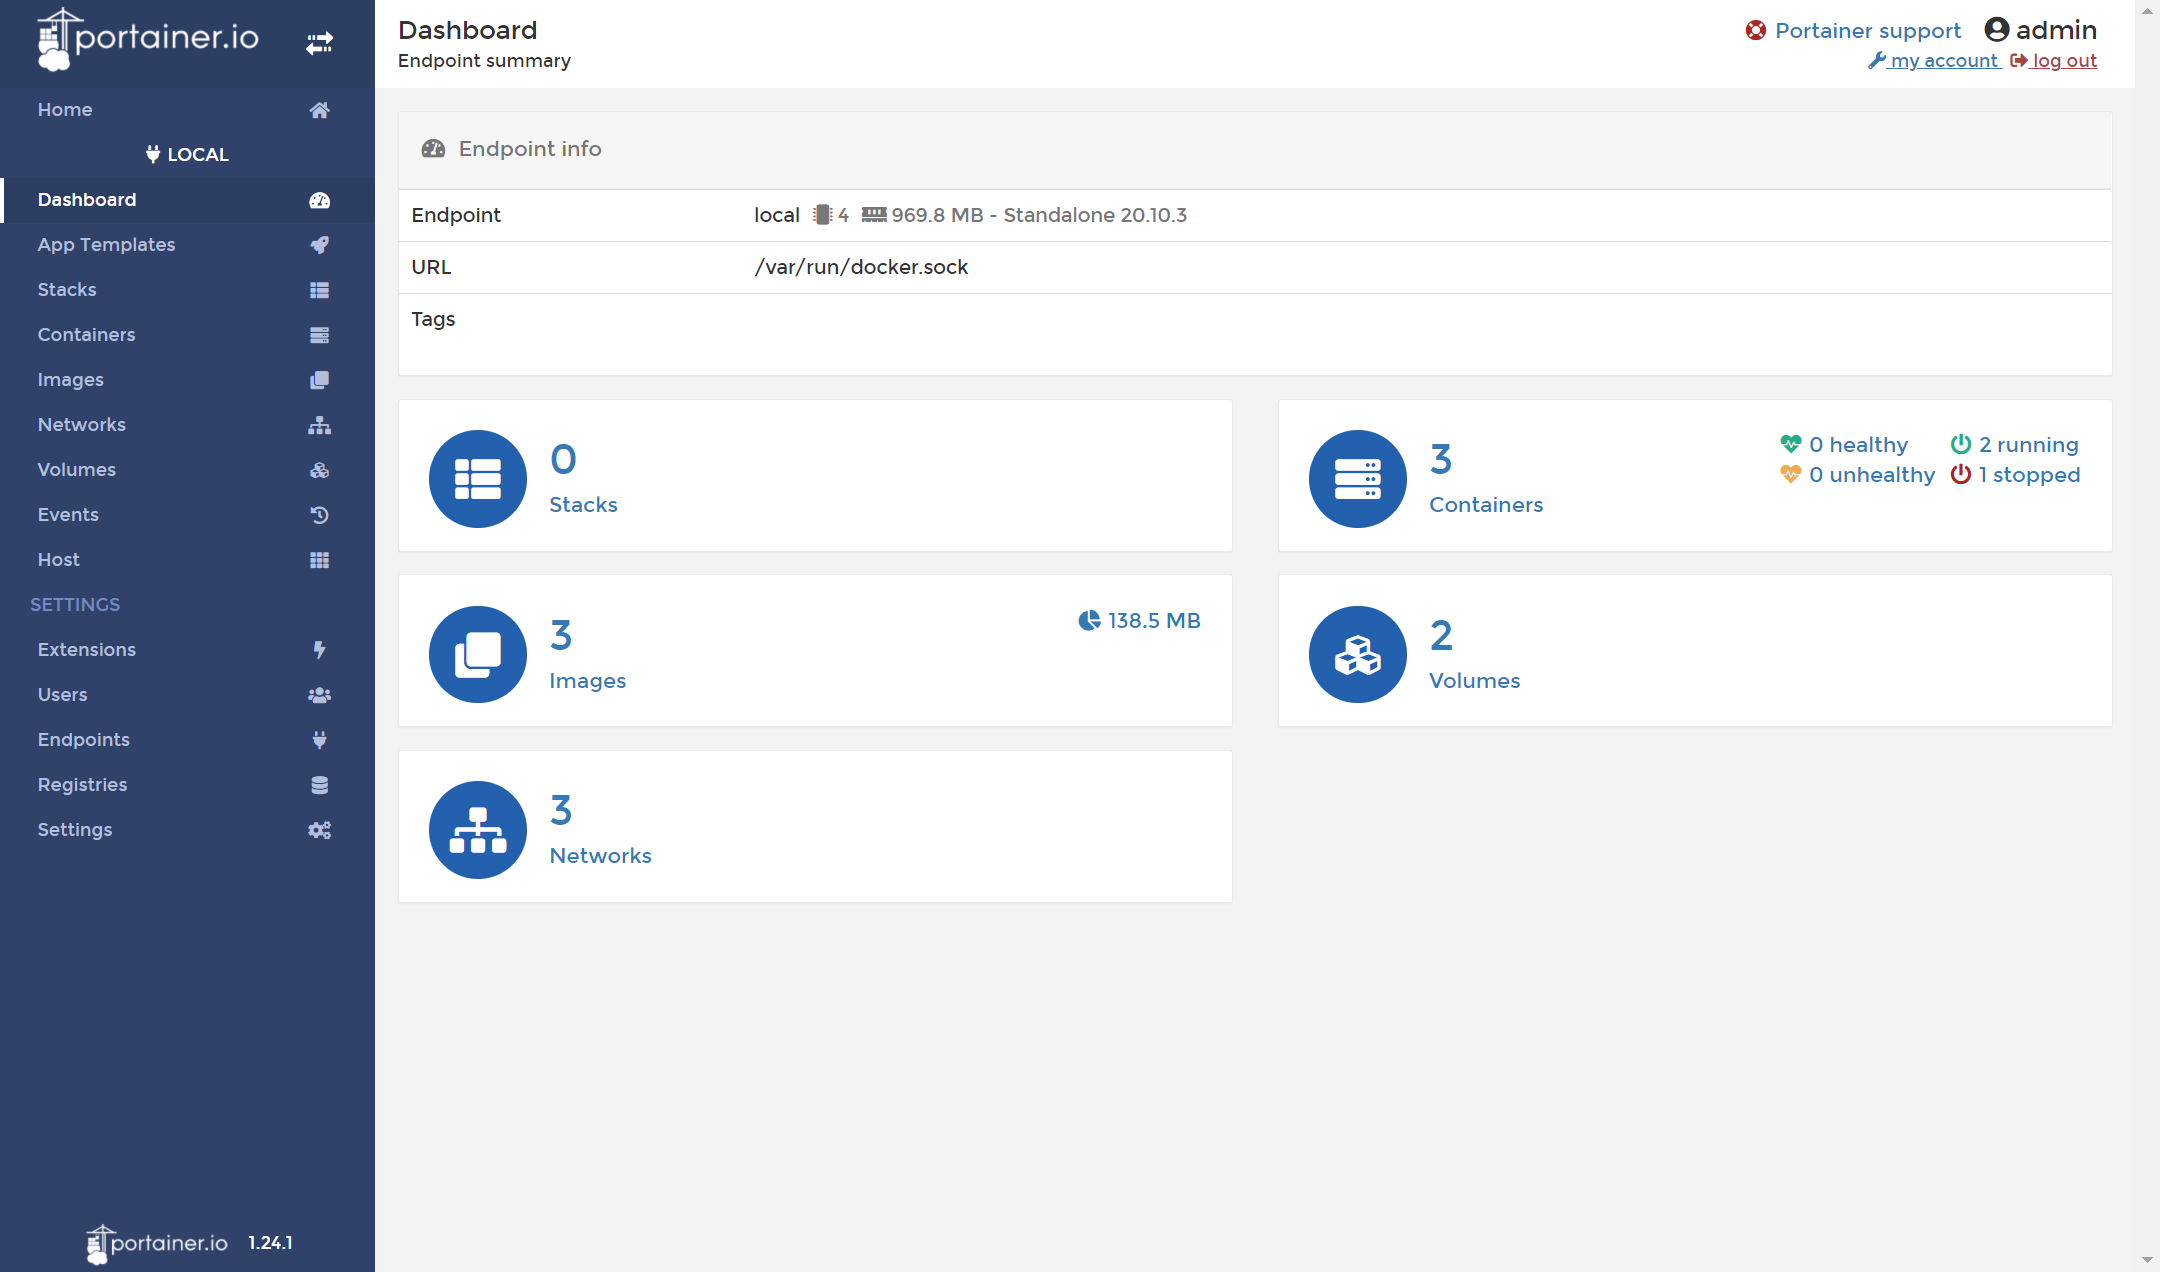 portainer.io
Home
LOCAL
Dashboard
App Templates
Stacks
Containers
Images
Networks
Volumes
Events
Host
SETTINGS
Extensions
Users
Endpoints
Registries
Settings
portainer.io 1.24.1
Dashboard
Endpoint summary
Portainer support admin
my account log out
Endpoint info
Endpoint local 4 969.8 MB - Standalone 20.10.3
URL /var/run/docker.sock
Tags
0
Stacks
3
Containers
0 healthy 2 running
0 unhealthy 1 stopped
3
Images
138.5 MB
2
Volumes
3
Networks